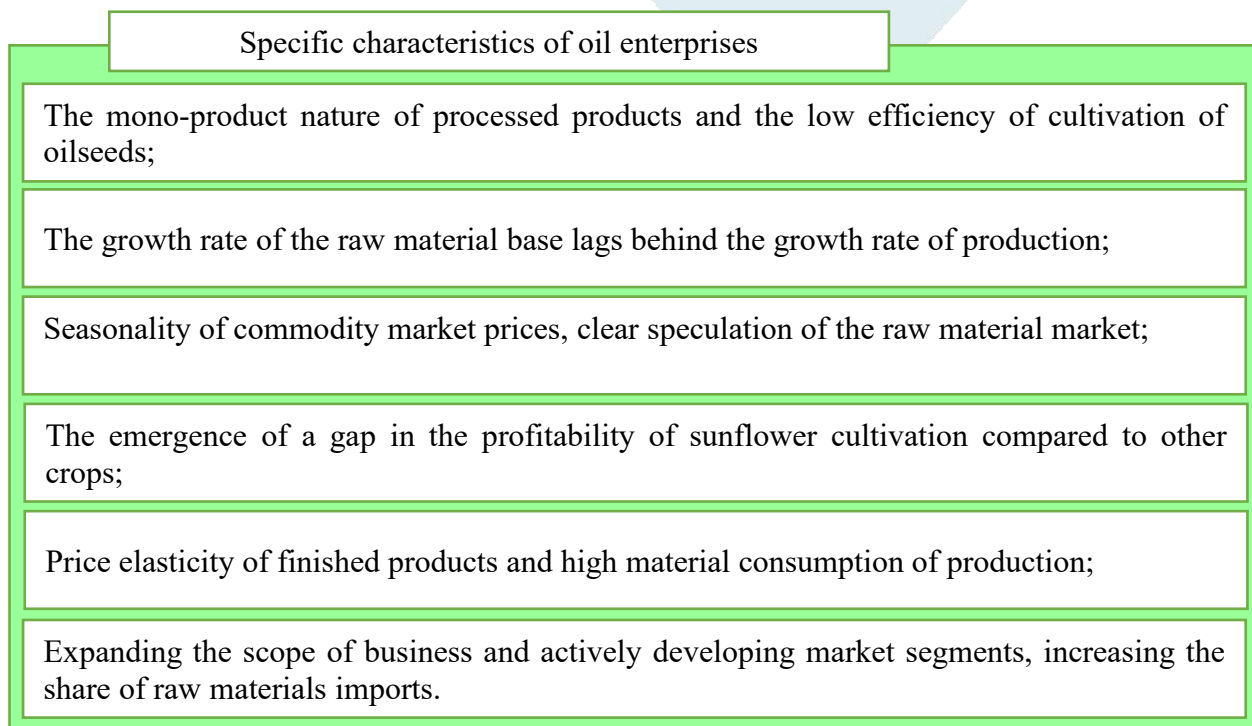 Specific characteristics of oil enterprises
The mono-product nature of processed products and the low efficiency of cultivation of
oilseeds;
The growth rate of the raw material base lags behind the growth rate of production;
Seasonality of commodity market prices, clear speculation of the raw material market;
The emergence of a gap in the profitability of sunflower cultivation compared to other
crops;
Price elasticity of finished products and high material consumption of production;
Expanding the scope of business and actively developing market segments, increasing the
share of raw materials imports.